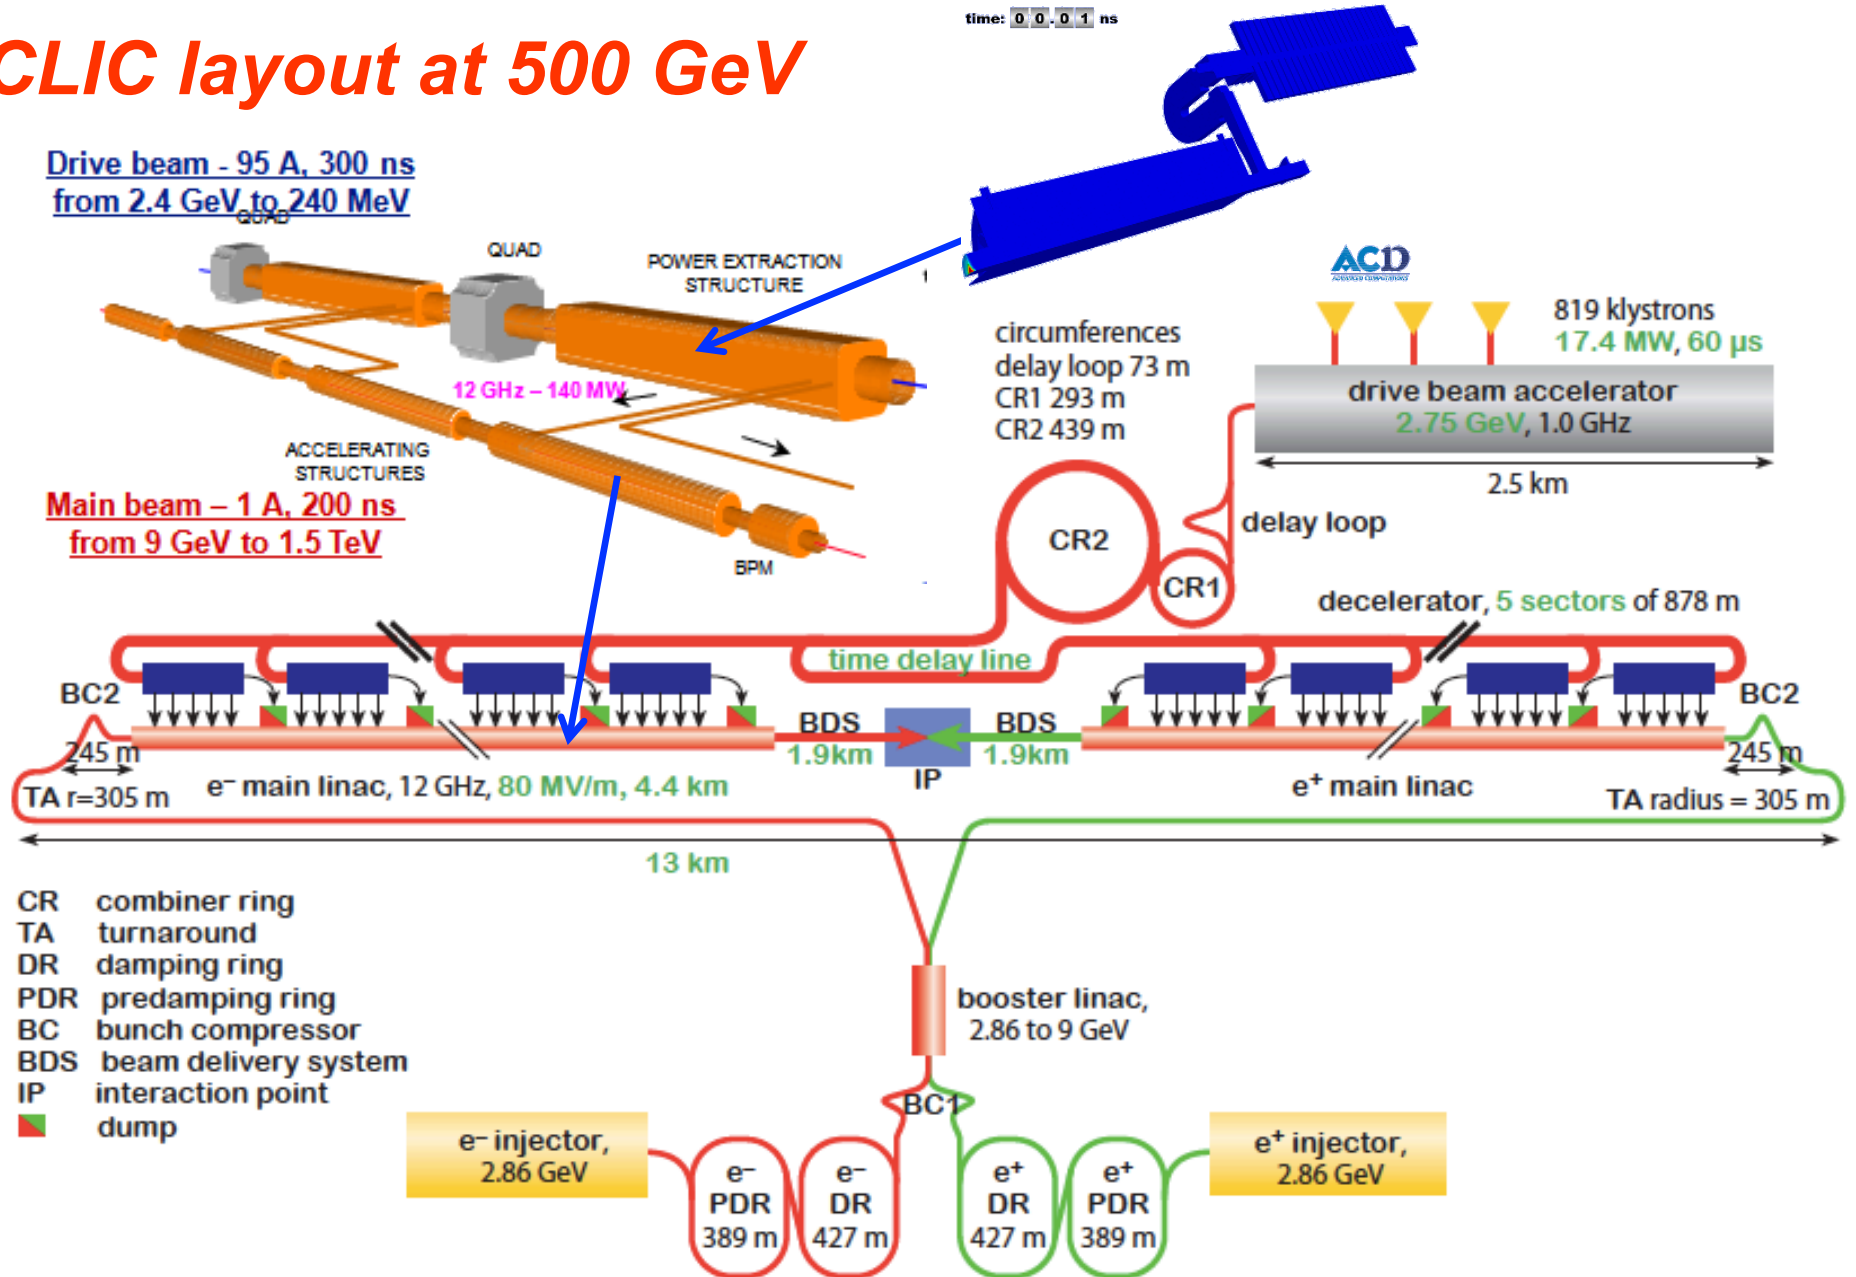 CLIC layout at 500 GeV
time: 00.01 ns
Drive beam - 95 A, 300 ns
from 2.4 GeV to 240 MeV
QUAD
QUAD
POWER EXTRACTION
STRUCTURE
12 GHz – 140 MW
ACCELERATING
STRUCTURES
Main beam – 1 A, 200 ns
from 9 GeV to 1.5 TeV
BPM
ACD
ADVANCED COMPUTATIONS
circumferences
delay loop 73 m
CR1 293 m
CR2 439 m
819 klystrons
17.4 MW, 60 µs
drive beam accelerator
2.75 GeV, 1.0 GHz
2.5 km
delay loop
CR2
CR1
decelerator, 5 sectors of 878 m
time delay line
BC2
BC2
245 m
BDS
1.9km
BDS
1.9km
245 m
IP
TA r=305 m
e– main linac, 12 GHz, 80 MV/m, 4.4 km
e+ main linac
TA radius = 305 m
13 km
CR combiner ring
TA turnaround
DR damping ring
PDR predamping ring
BC bunch compressor
BDS beam delivery system
IP interaction point
dump
booster linac,
2.86 to 9 GeV
BC1
e– injector,
2.86 GeV
e–
PDR
389 m
e–
DR
427 m
e+
DR
427 m
e+
PDR
389 m
e+ injector,
2.86 GeV